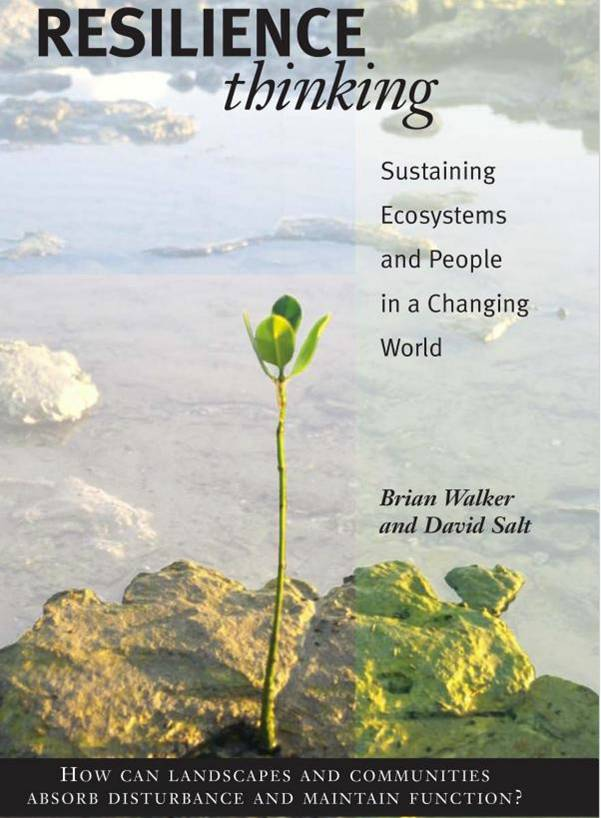 RESILIENCE
thinking
Sustaining
Ecosystems
and People
in a Changing
World
Brian Walker
and David Salt
HOW CAN LANDSCAPES AND COMMUNITIES
ABSORB DISTURBANCE AND MAINTAIN FUNCTION?